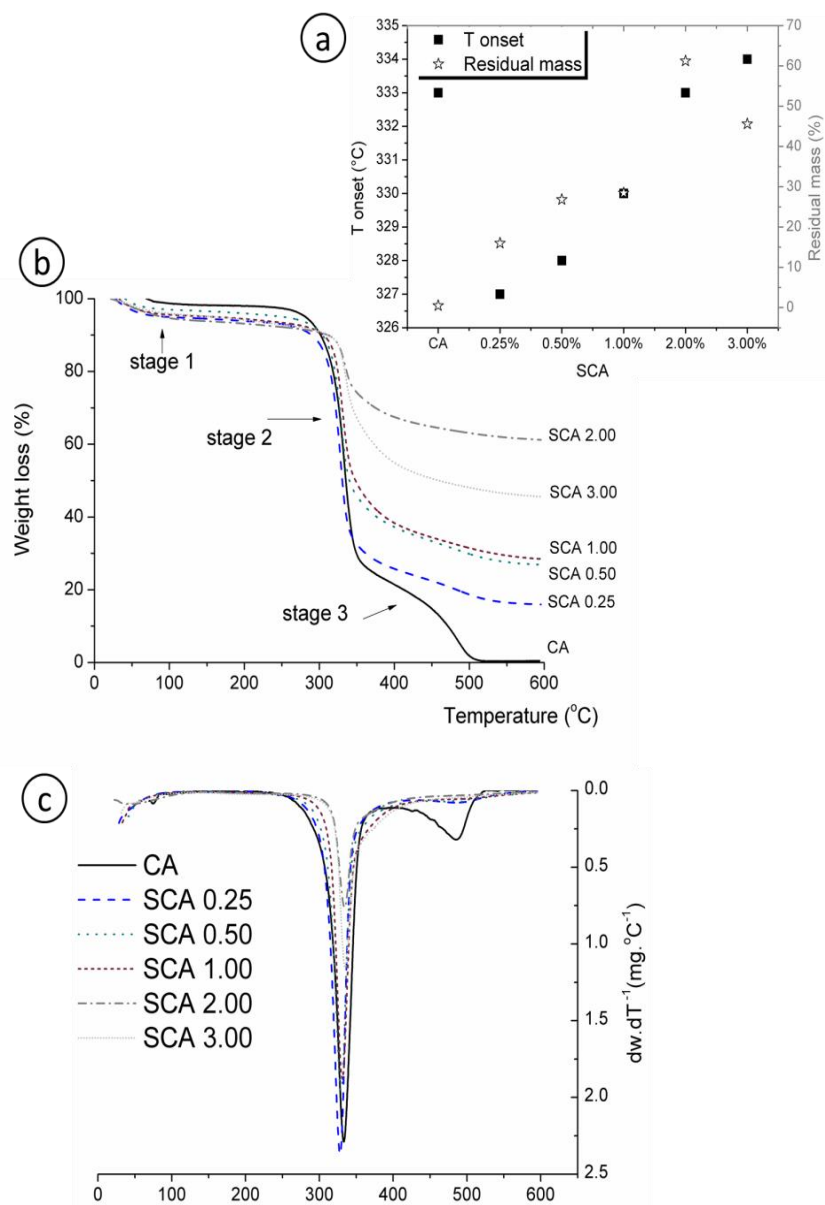 a
335
334
333
332
330
329
328
327
326
T onset (°C)
T onset
Residual mass
70
60
50
40
30
20
10
0
Residual mass (%)
CA 0.25% 0.50% 1.00% 2.00% 3.00%
SCA
b
100
80
60
40
20
0
Weight loss (%)
stage 1
stage 2
stage 3
SCA 2.00
SCA 3.00
SCA 1.00
SCA 0.50
SCA 0.25
CA
0 100 200 300 400 500 600
Temperature (°C)
c
CA
SCA 0.25
SCA 0.50
SCA 1.00
SCA 2.00
SCA 3.00
0.0
0.5
1.0
1.5
2.0
2.5
dw.dT⁻¹(mg.°C⁻¹)
0 100 200 300 400 500 600